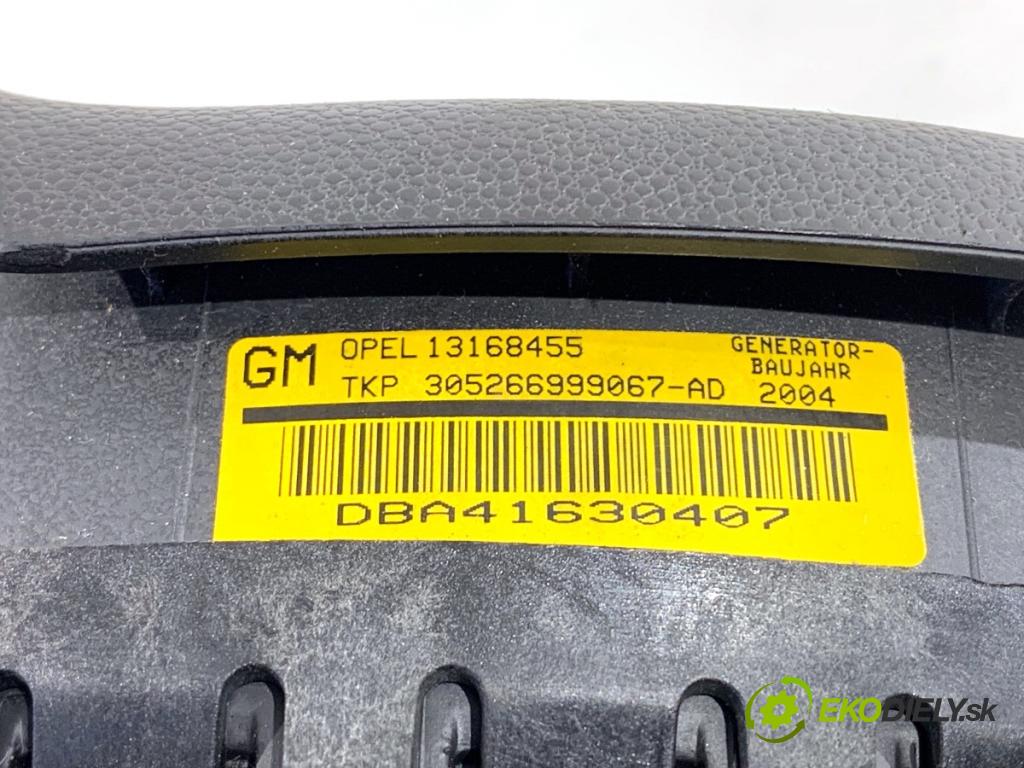 GM
OPEL 13168455
TKP 305266999067-AD
GENERATOR-
BAUJAHR
2004
DBA41630407
EKODIELY.sk